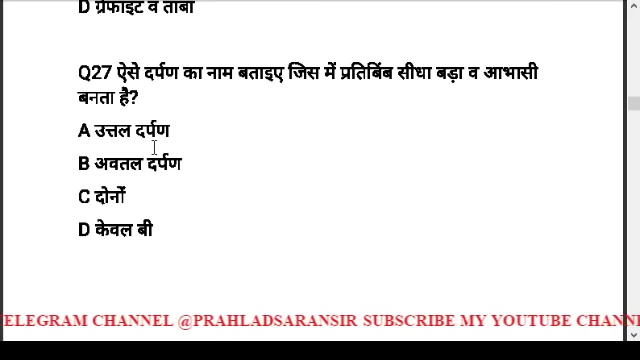 D ग्रेफाइट व तांबा
Q27 ऐसे दर्पण का नाम बताइए जिस में प्रतिबिंब सीधा बड़ा व आभासी
बनता है?
A उत्तल दर्पण
B अवतल दर्पण
C दोनों
D केवल बी
ELEGRAM CHANNEL @PRAHLADSARANSIR SUBSCRIBE MY YOUTUBE CHANN